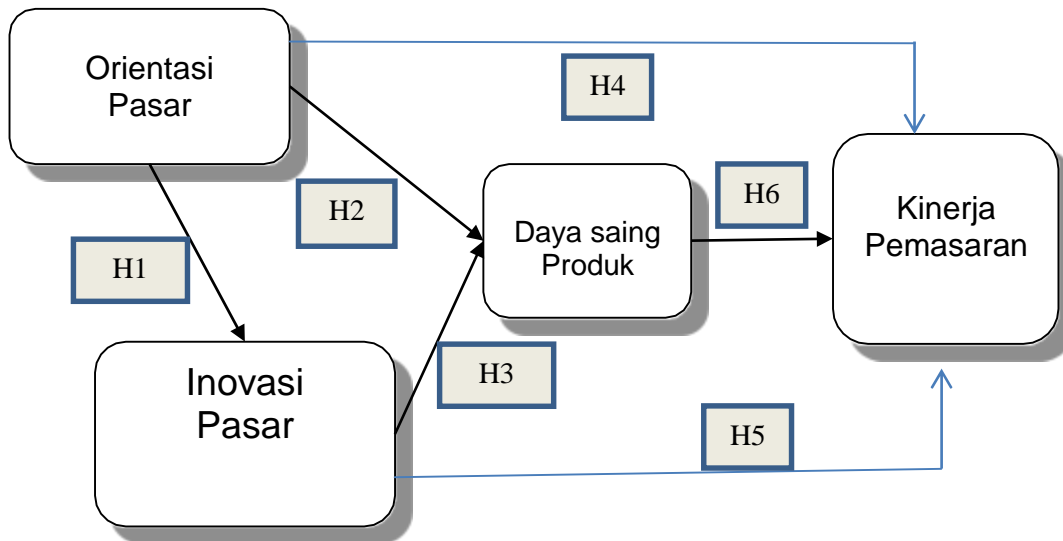 Orientasi
Pasar
H4
H2
H6
Daya saing
Produk
Kinerja
Pemasaran
H1
H3
Inovasi
Pasar
H5